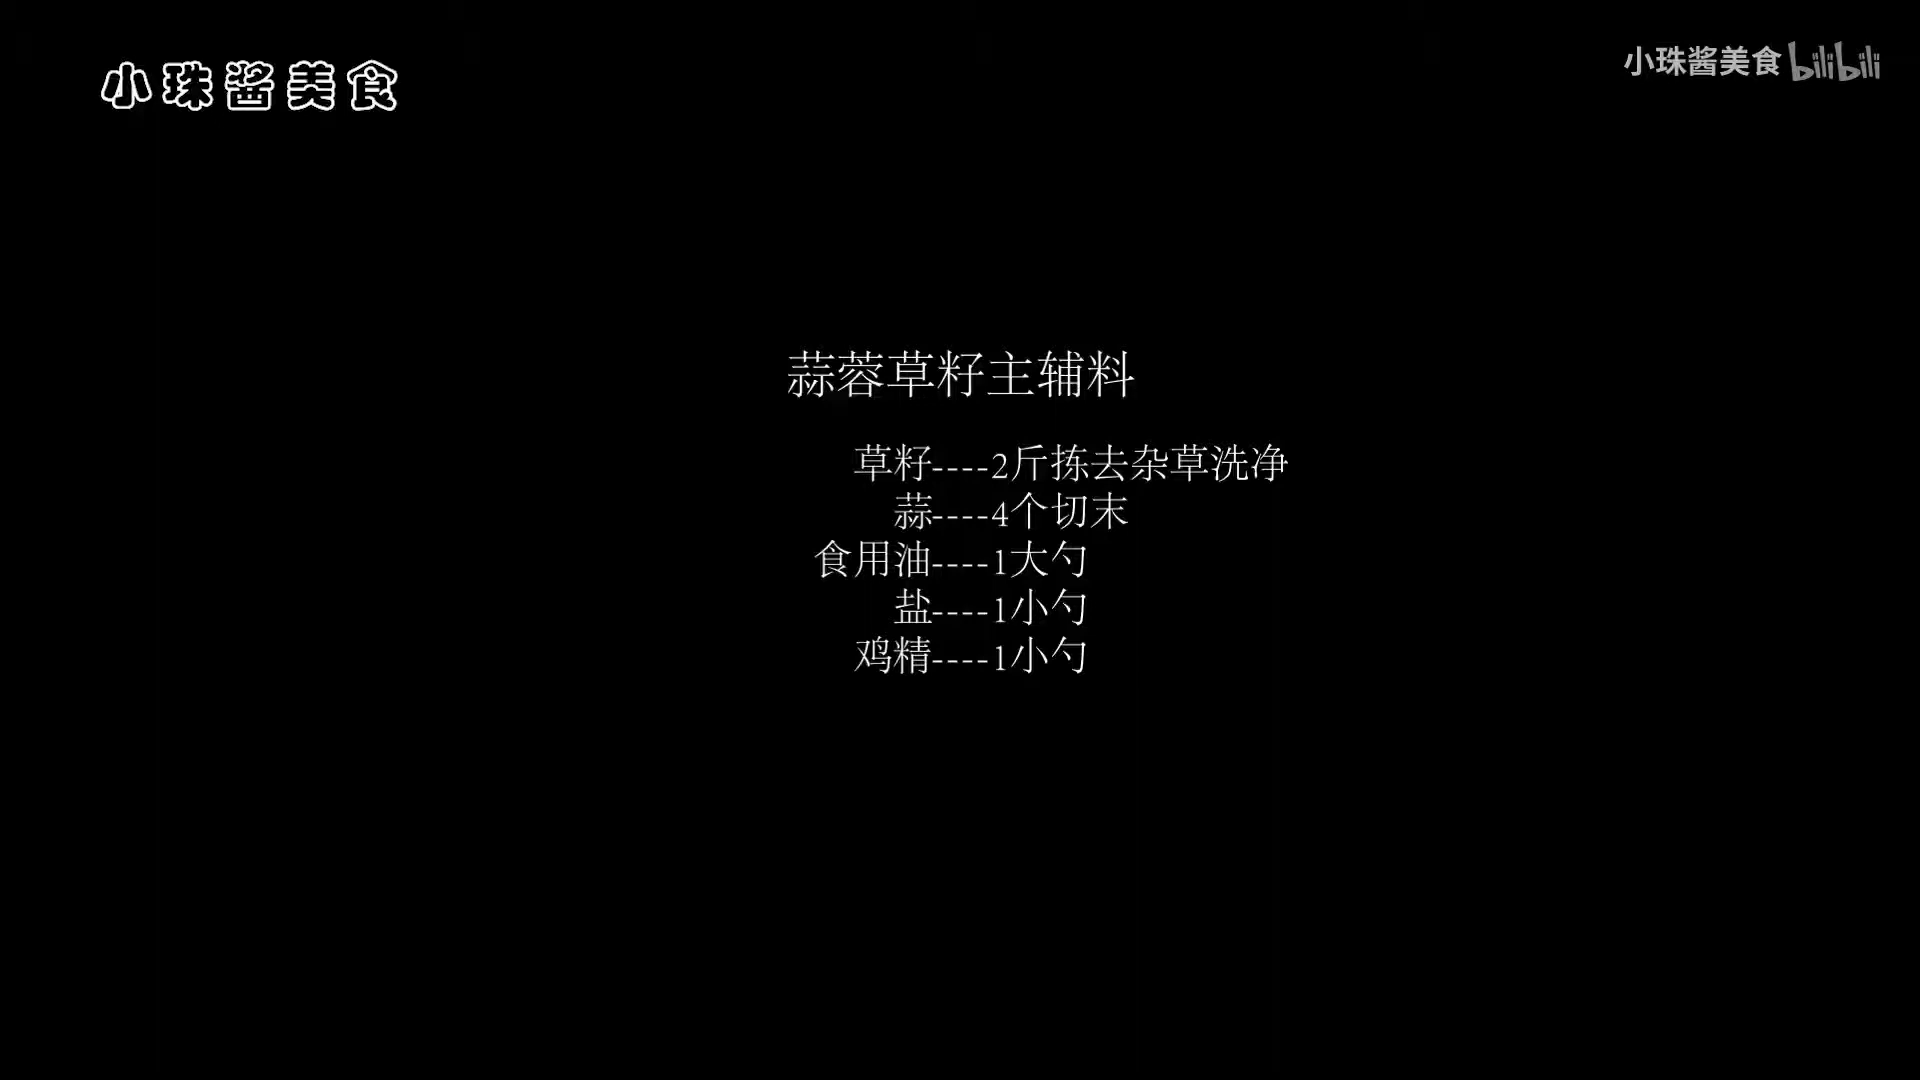 小珠酱美食
小珠酱美食 bilibili
蒜蓉草籽主辅料
草籽----2斤拣去杂草洗净
蒜----4个切末
食用油----1大勺
盐----1小勺
鸡精----1小勺